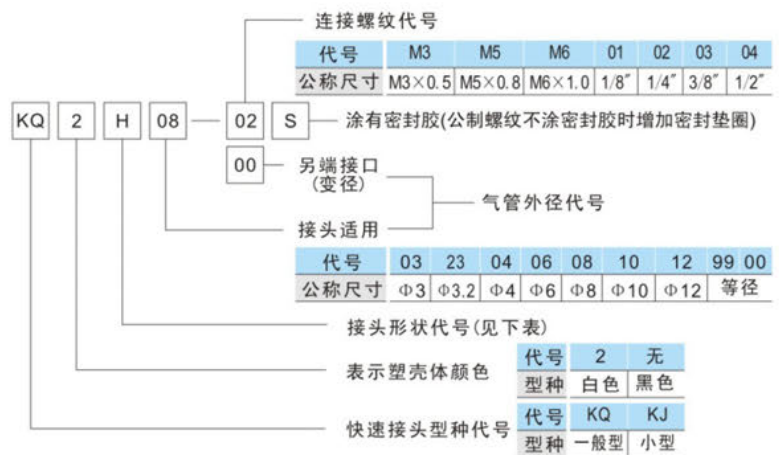 连接螺纹代号
代号 M3 M5 M6 01 02 03 04
公称尺寸 M3×0.5 M5×0.8 M6×1.0 1/8″ 1/4″ 3/8″ 1/2″
KQ 2 H 08 — 02 S 涂有密封胶(公制螺纹不涂密封胶时增加密封垫圈)
00 另端接口
(变径)
气管外径代号
接头适用
代号 03 23 04 06 08 10 12 99 00
公称尺寸 Φ3 Φ3.2 Φ4 Φ6 Φ8 Φ10 Φ12 等径
接头形状代号(见下表)
代号 2 无
表示塑壳体颜色
型种 白色 黑色
代号 KQ KJ
快速接头型种代号
型种 一般型 小型